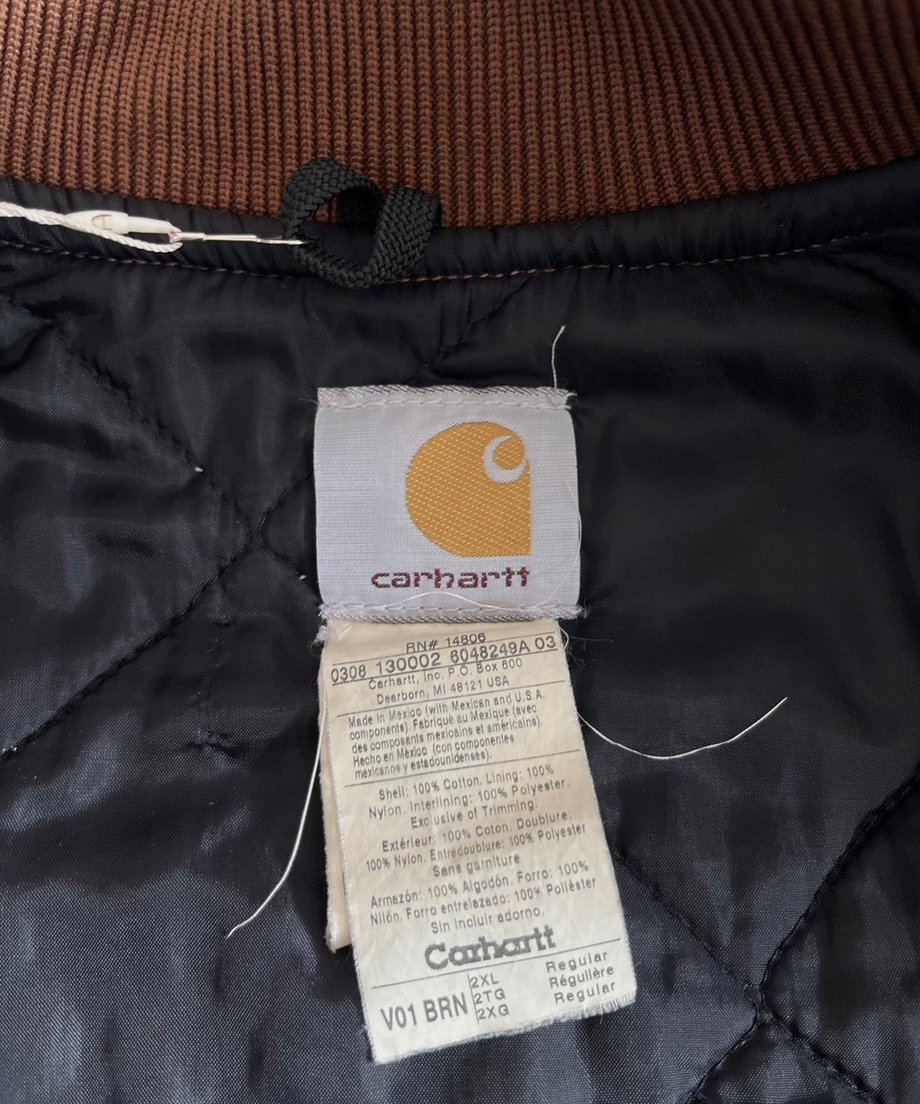 carhartt
RN# 14806
0308 130002 6048249A 03
Carhartt, Inc. P.O. Box 600
Dearborn, MI 48121 USA
Made in Mexico (with Mexican and U.S.A.
components). Fabriqué au Mexique (avec
des composants mexicains et américains).
Hecho en México (con componentes
mexicanos y estadounidenses).
Shell: 100% Cotton. Lining: 100%
Nylon. Interlining: 100% Polyester.
Exclusive of Trimming.
Extérieur: 100% Coton. Doublure:
100% Nylon. Entredoublure: 100% Polyester
Sans garniture
Armazón: 100% Algodón. Forro: 100%
Nilón. Forro entrelazado: 100% Poliéster
Sin incluir adorno.
Carhartt
V01 BRN
2XL Regular
2TG Régulière
2XG Regular